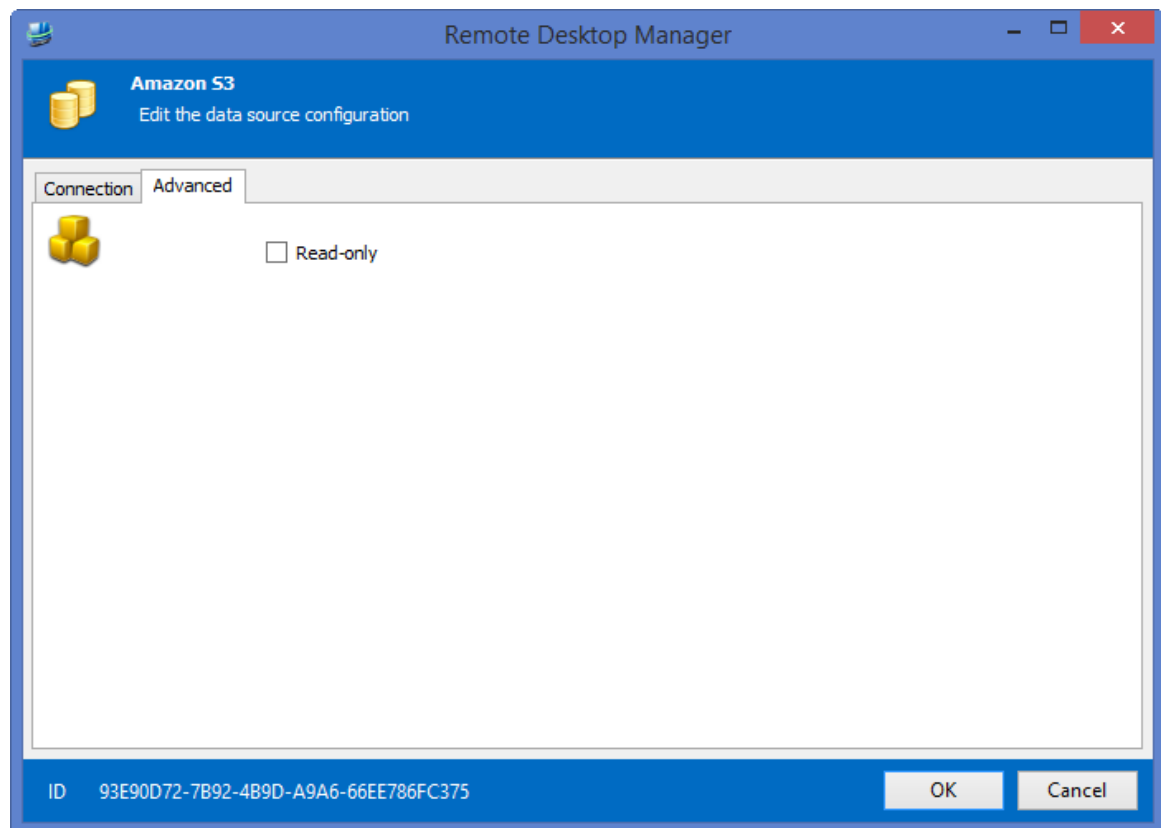 Remote Desktop Manager
Amazon S3
Edit the data source configuration
Connection Advanced
Read-only
ID 93E90D72-7B92-4B9D-A9A6-66EE786FC375
OK Cancel